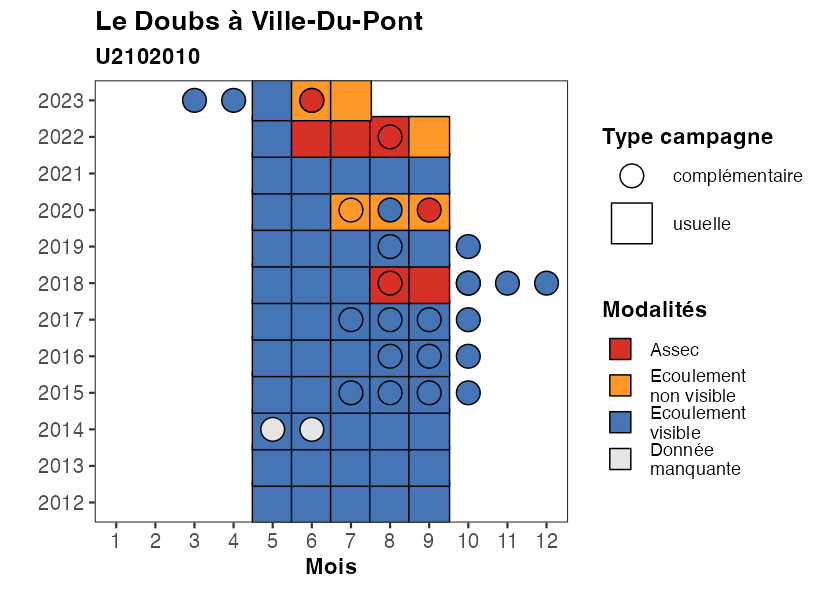 Le Doubs à Ville-Du-Pont
U2102010
2023
2022
2021
2020
2019
2018
2017
2016
2015
2014
2013
2012
1 2 3 4 5 6 7 8 9 10 11 12
Mois
Type campagne
complémentaire
usuelle
Modalités
Assec
Ecoulement
non visible
Ecoulement
visible
Donnée
manquante